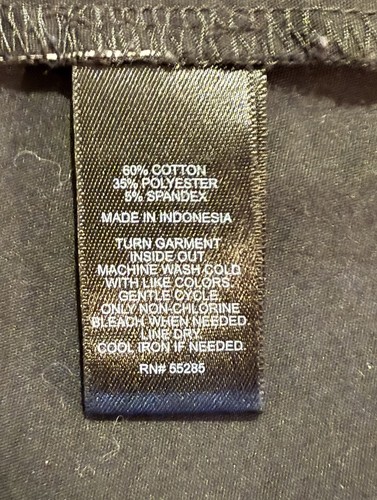 60% COTTON
35% POLYESTER
5% SPANDEX
MADE IN INDONESIA
TURN GARMENT
INSIDE OUT
MACHINE WASH COLD
WITH LIKE COLORS.
GENTLE CYCLE.
ONLY NON-CHLORINE
BLEACH WHEN NEEDED.
LINE DRY.
COOL IRON IF NEEDED.
RN# 55285